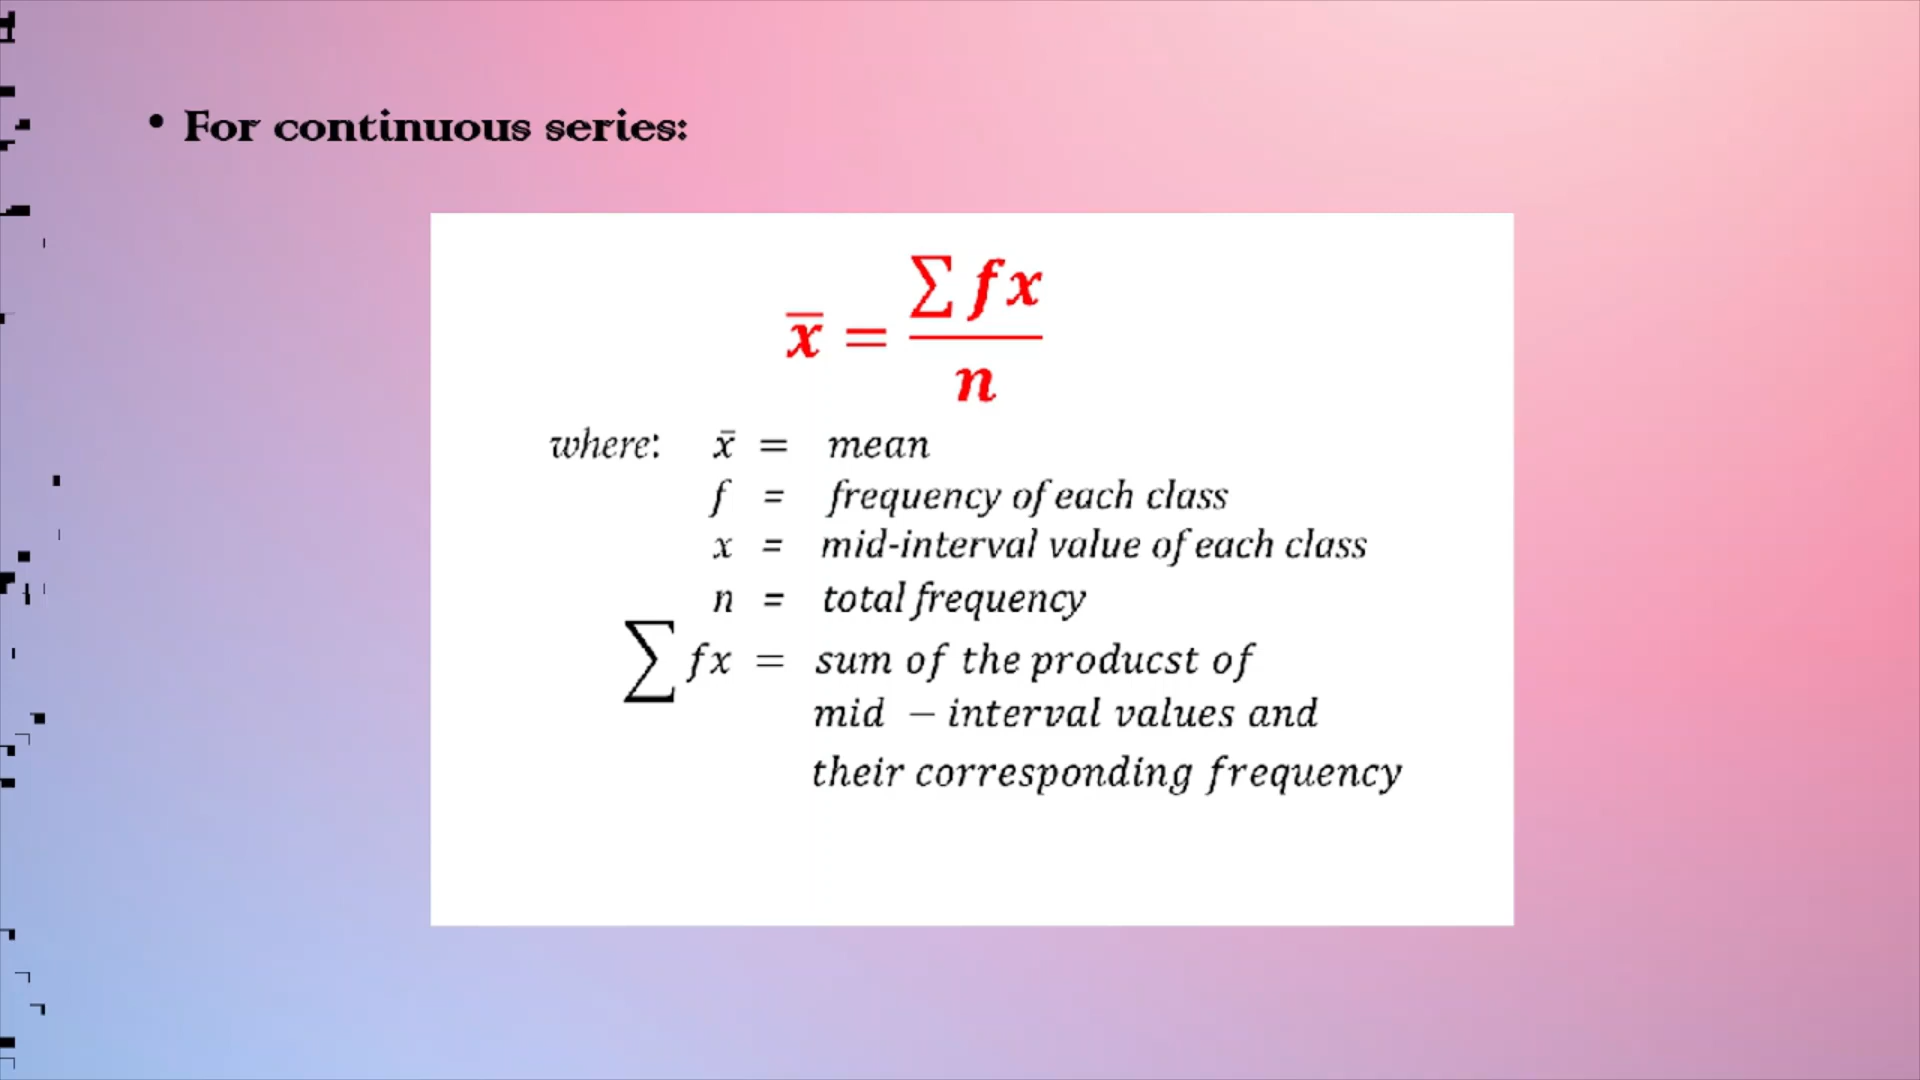 • For continuous series:
x̄ = ∑ fx / n
where: x̄ = mean
f = frequency of each class
x = mid-interval value of each class
n = total frequency
∑ fx = sum of the producst of
mid – interval values and
their corresponding frequency